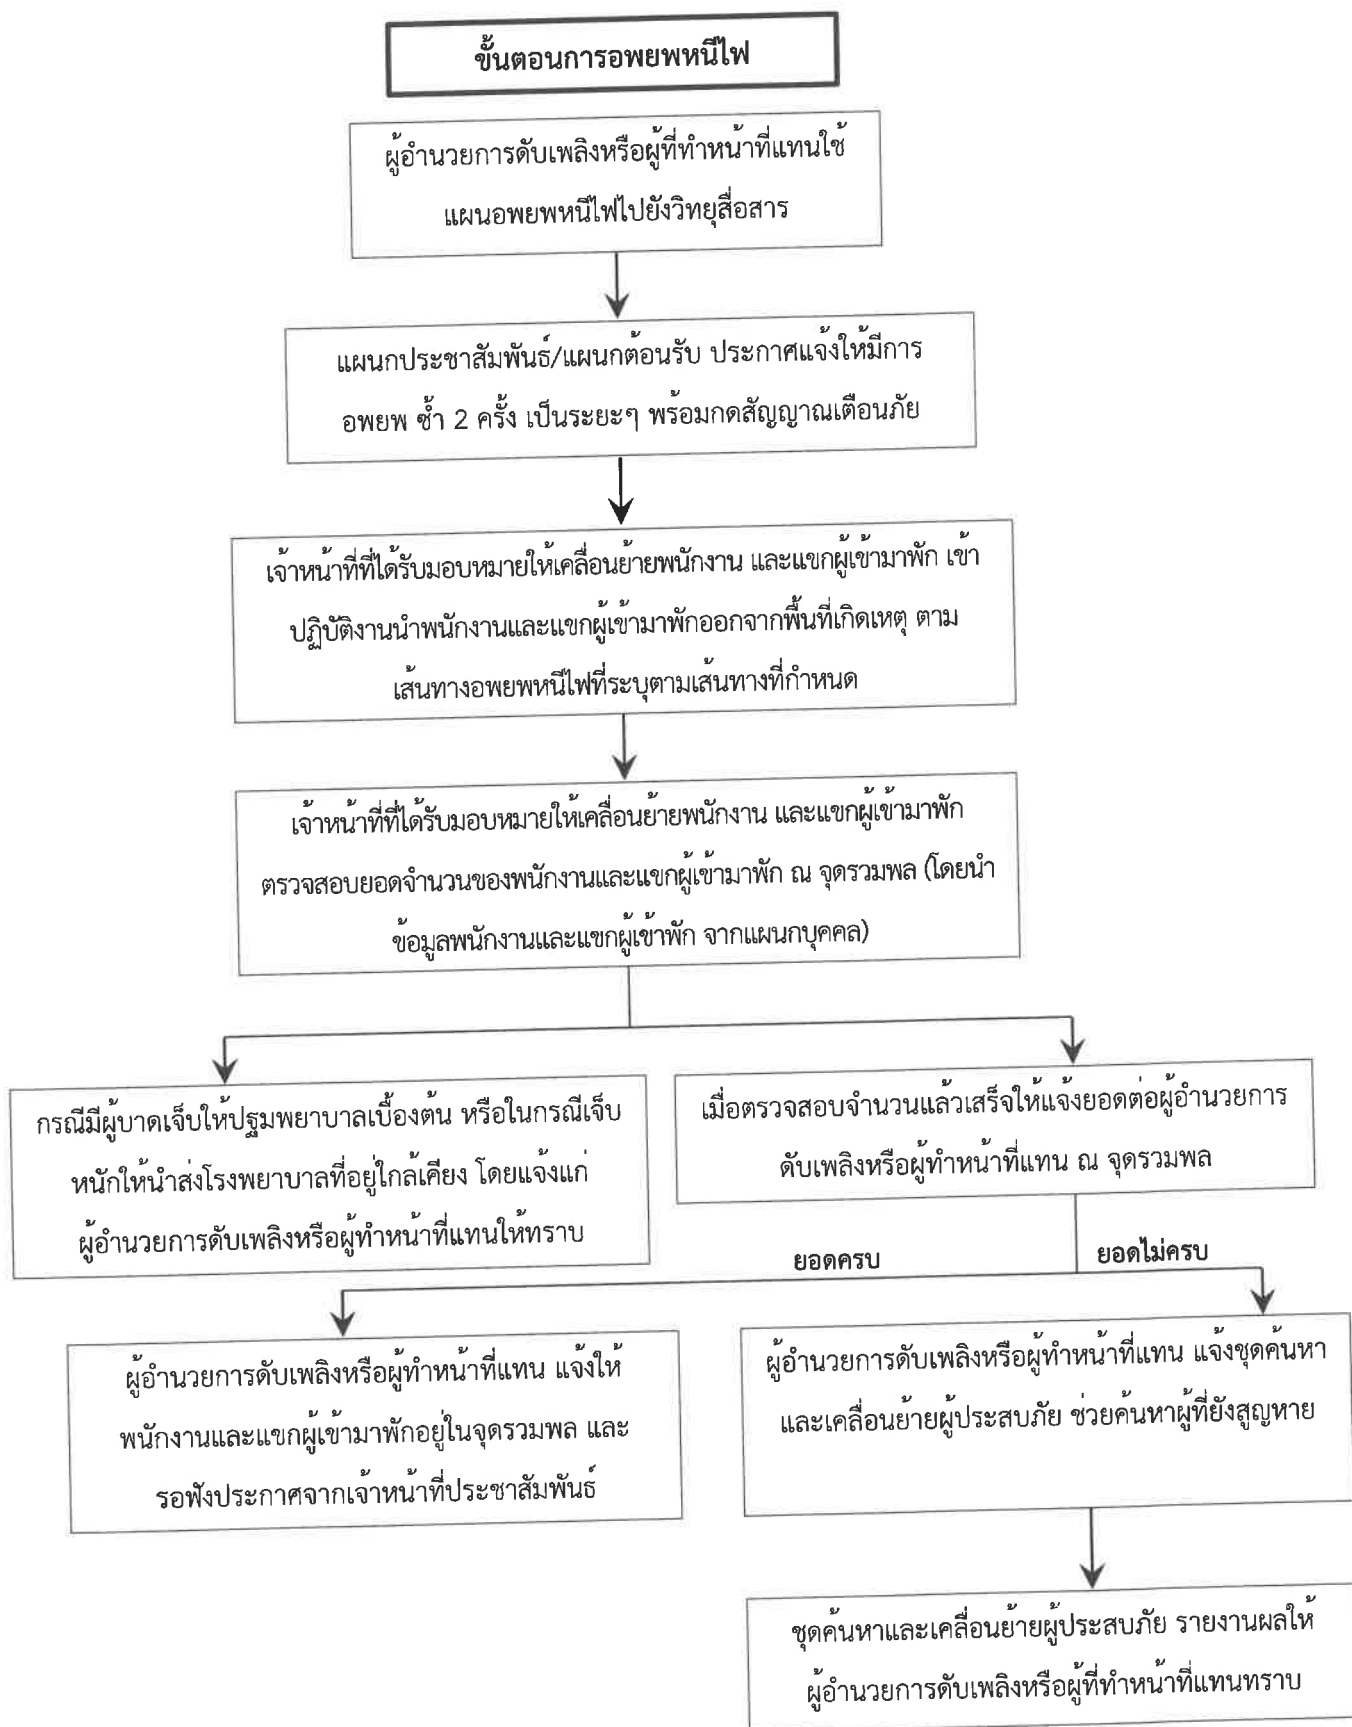 ขั้นตอนการอพยพหนีไฟ
ผู้อำนวยการดับเพลิงหรือผู้ที่ทำหน้าที่แทนใช้
แผนอพยพหนีไฟไปยังวิทยุสื่อสาร
แผนกประชาสัมพันธ์/แผนกต้อนรับ ประกาศแจ้งให้มีการ
อพยพ ซ้ำ 2 ครั้ง เป็นระยะๆ พร้อมกดสัญญาณเตือนภัย
เจ้าหน้าที่ที่ได้รับมอบหมายให้เคลื่อนย้ายพนักงาน และแขกผู้เข้ามาพัก เข้า
ปฏิบัติงานนำพนักงานและแขกผู้เข้ามาพักออกจากพื้นที่เกิดเหตุ ตาม
เส้นทางอพยพหนีไฟที่ระบุตามเส้นทางที่กำหนด
เจ้าหน้าที่ที่ได้รับมอบหมายให้เคลื่อนย้ายพนักงาน และแขกผู้เข้ามาพัก
ตรวจสอบยอดจำนวนของพนักงานและแขกผู้เข้ามาพัก ณ จุดรวมพล (โดยนำ
ข้อมูลพนักงานและแขกผู้เข้าพัก จากแผนกบุคคล)
กรณีมีผู้บาดเจ็บให้ปฐมพยาบาลเบื้องต้น หรือในกรณีเจ็บ
หนักให้นำส่งโรงพยาบาลที่อยู่ใกล้เคียง โดยแจ้งแก่
ผู้อำนวยการดับเพลิงหรือผู้ทำหน้าที่แทนให้ทราบ
เมื่อตรวจสอบจำนวนแล้วเสร็จให้แจ้งยอดต่อผู้อำนวยการ
ดับเพลิงหรือผู้ทำหน้าที่แทน ณ จุดรวมพล
ยอดครบ
ยอดไม่ครบ
ผู้อำนวยการดับเพลิงหรือผู้ทำหน้าที่แทน แจ้งให้
พนักงานและแขกผู้เข้ามาพักอยู่ในจุดรวมพล และ
รอฟังประกาศจากเจ้าหน้าที่ประชาสัมพันธ์
ผู้อำนวยการดับเพลิงหรือผู้ทำหน้าที่แทน แจ้งชุดค้นหา
และเคลื่อนย้ายผู้ประสบภัย ช่วยค้นหาผู้ที่ยังสูญหาย
ชุดค้นหาและเคลื่อนย้ายผู้ประสบภัย รายงานผลให้
ผู้อำนวยการดับเพลิงหรือผู้ที่ทำหน้าที่แทนทราบ